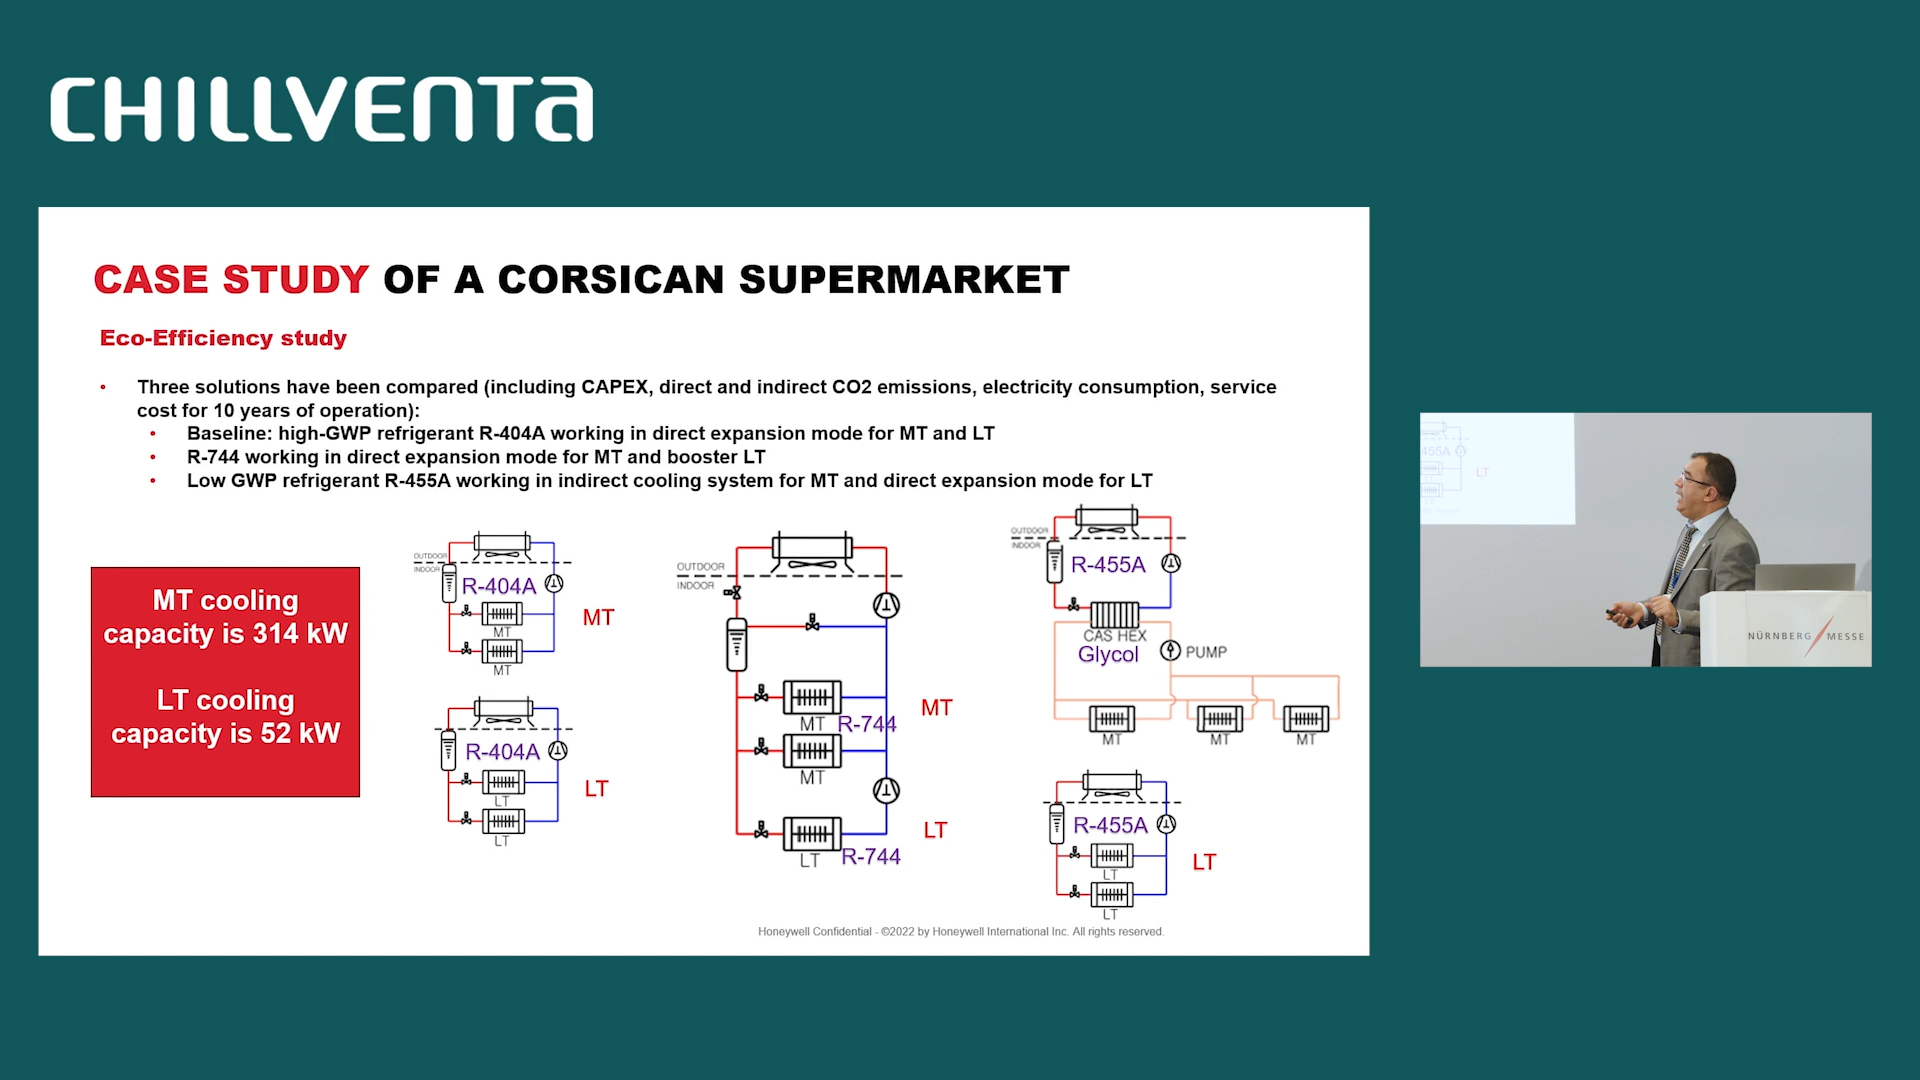 CHILLVENTA
CASE STUDY OF A CORSICAN SUPERMARKET
Eco-Efficiency study
• Three solutions have been compared (including CAPEX, direct and indirect CO2 emissions, electricity consumption, service
cost for 10 years of operation):
• Baseline: high-GWP refrigerant R-404A working in direct expansion mode for MT and LT
• R-744 working in direct expansion mode for MT and booster LT
• Low GWP refrigerant R-455A working in indirect cooling system for MT and direct expansion mode for LT
MT cooling
capacity is 314 kW
LT cooling
capacity is 52 kW
OUTDOOR
INDOOR
R-404A
MT
MT
MT
R-404A
LT
LT
LT
OUTDOOR
INDOOR
MT
MT R-744
MT
LT
LT R-744
OUTDOOR
INDOOR
R-455A
CAS HEX
Glycol
PUMP
MT
MT
MT
R-455A
LT
LT
LT
Honeywell Confidential - ©2022 by Honeywell International Inc. All rights reserved.
455A
LT
NÜRNBERG MESSE